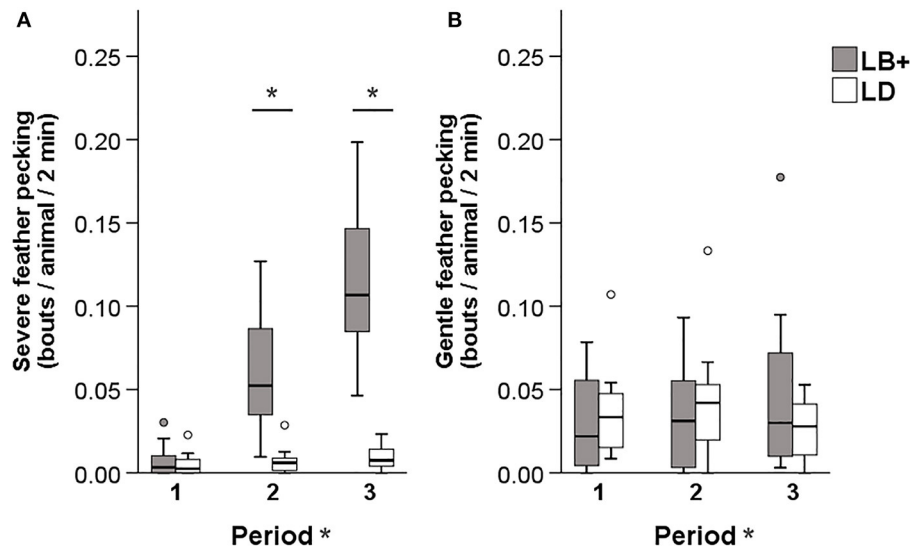 A
Severe feather pecking
(bouts / animal / 2 min)
0.25
0.20
0.15
0.10
0.05
0.00
*
*
1
2
3
Period *
B
Gentle feather pecking
(bouts / animal / 2 min)
0.25
0.20
0.15
0.10
0.05
0.00
1
2
3
Period *
LB+
LD